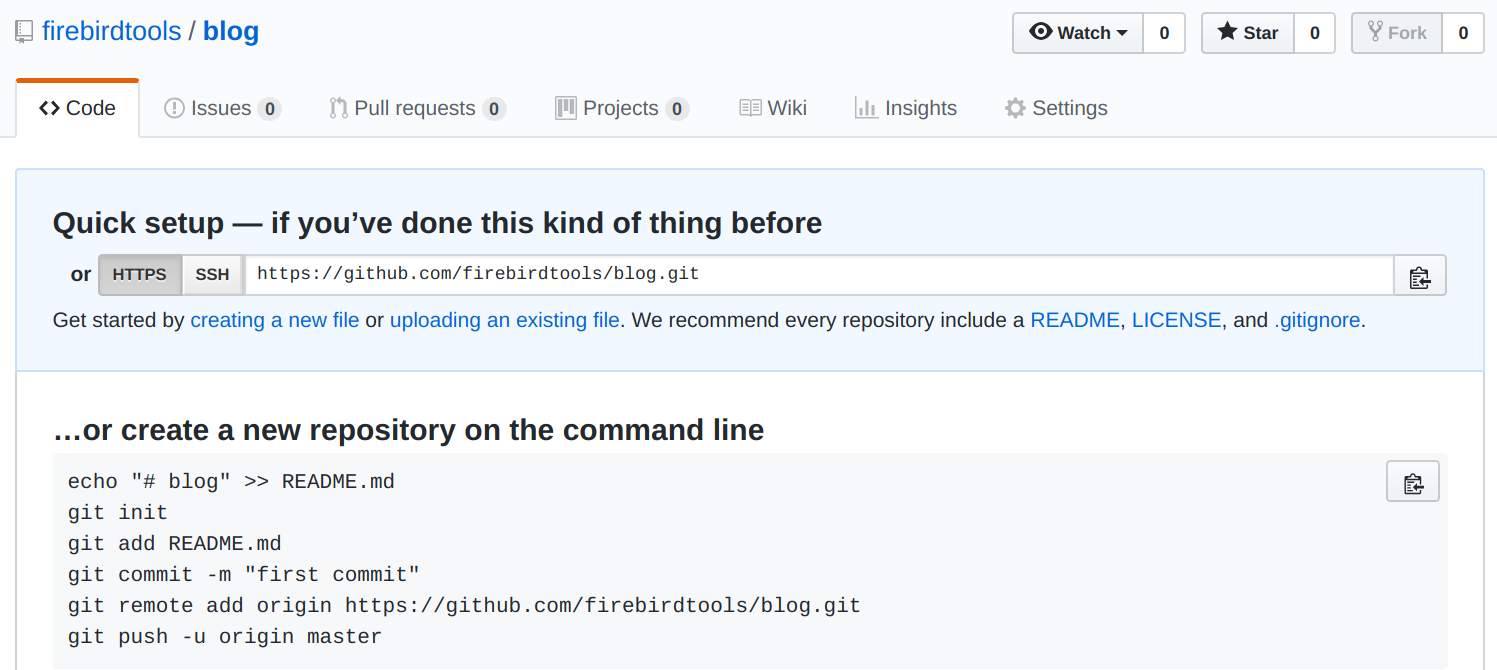 firebirdtools / blog
Watch 0 Star 0 Fork 0
Code Issues 0 Pull requests 0 Projects 0 Wiki Insights Settings
Quick setup — if you’ve done this kind of thing before
or HTTPS SSH https://github.com/firebirdtools/blog.git
Get started by creating a new file or uploading an existing file. We recommend every repository include a README, LICENSE, and .gitignore.
…or create a new repository on the command line
echo "# blog" >> README.md
git init
git add README.md
git commit -m "first commit"
git remote add origin https://github.com/firebirdtools/blog.git
git push -u origin master